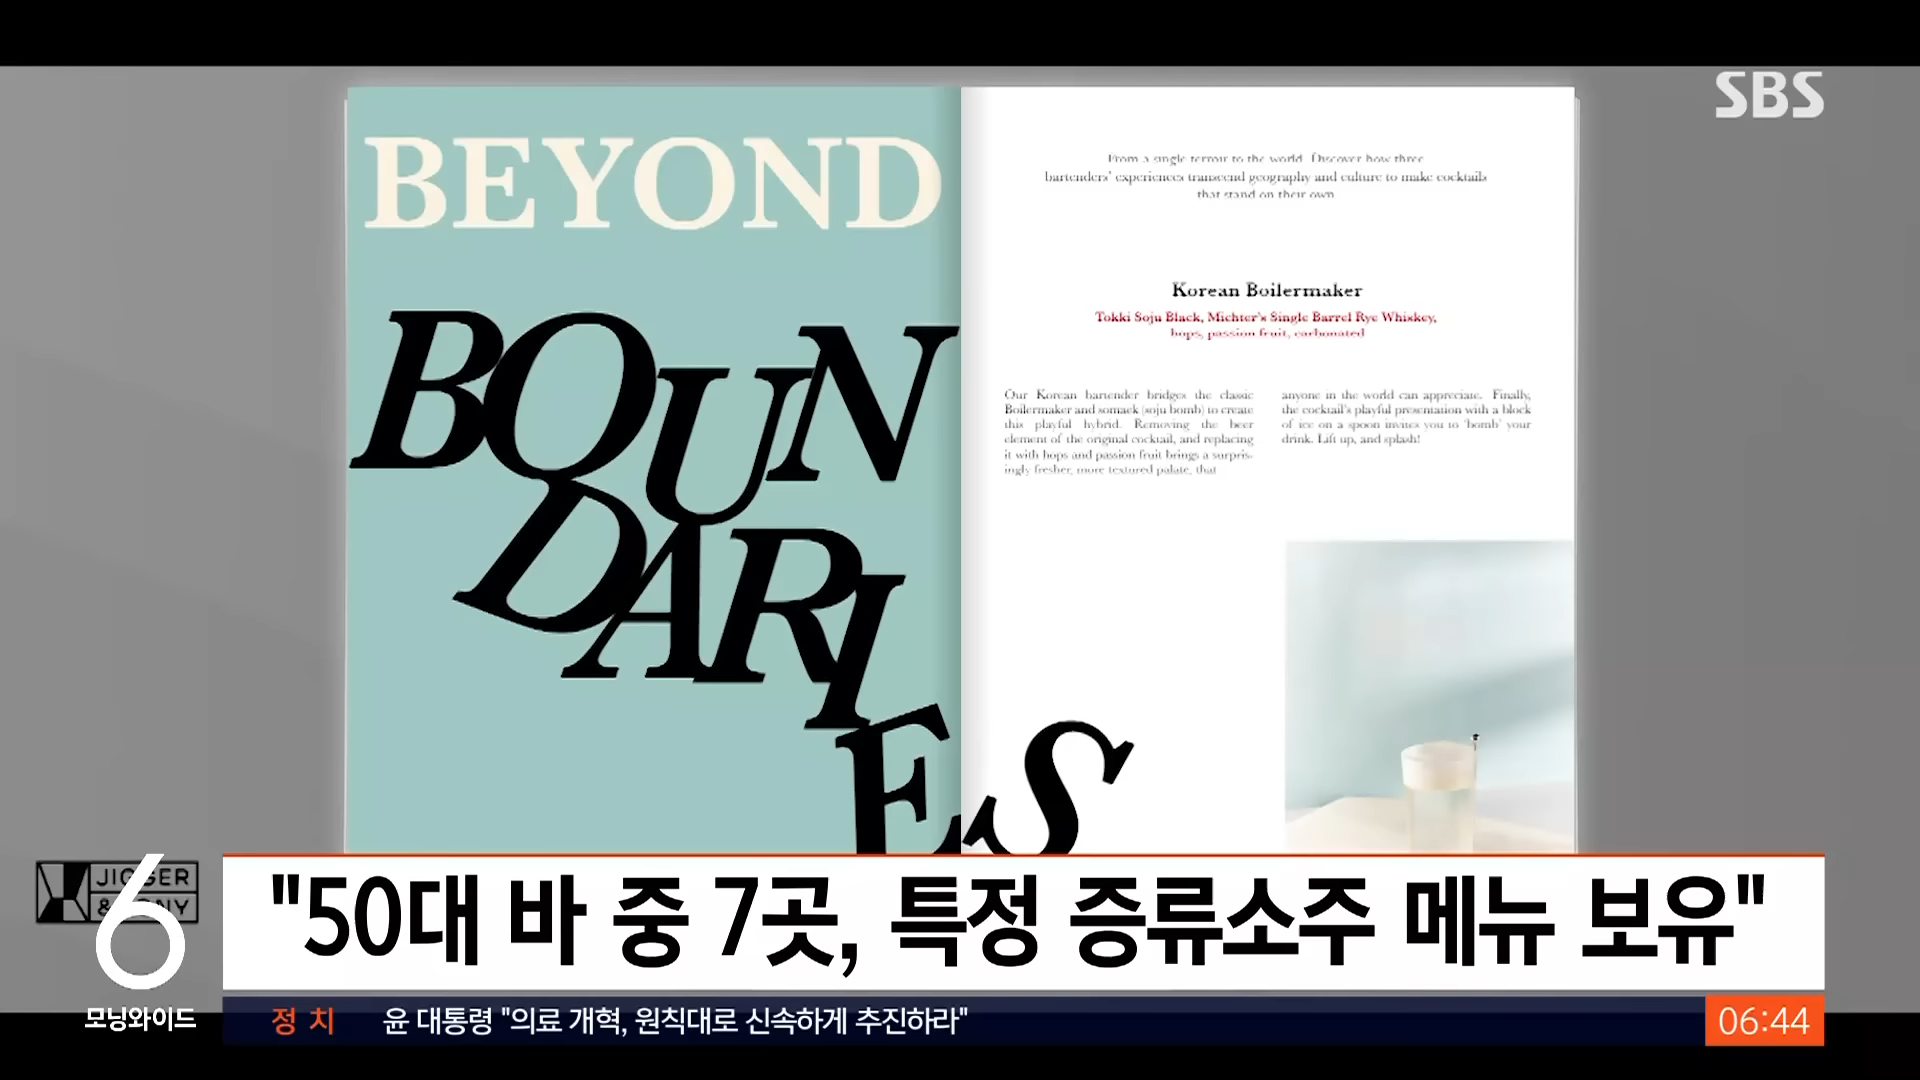 SBS
BEYOND
BOUN
DARI
ES
From a single terroir to the world. Discover how three
bartenders' experiences transcend geography and culture to make cocktails
that stand on their own
Korean Boilermaker
Tokki Soju Black, Michter's Single Barrel Rye Whiskey,
hops, passion fruit, carbonated
Our Korean bartender bridges the classic
Boilermaker and somaek (soju bomb) to create
this playful hybrid. Removing the beer
element of the original cocktail, and replacing
it with hops and passion fruit brings a surpris-
ingly fresher, more textured palate, that
anyone in the world can appreciate. Finally,
the cocktail's playful presentation with a block
of ice on a spoon invites you to 'bomb' your
drink. Lift up, and splash!
JIGGER
& PONY
6
모닝와이드
"50대 바 중 7곳, 특정 증류소주 메뉴 보유"
정 치 윤 대통령 "의료 개혁, 원칙대로 신속하게 추진하라"
06:44